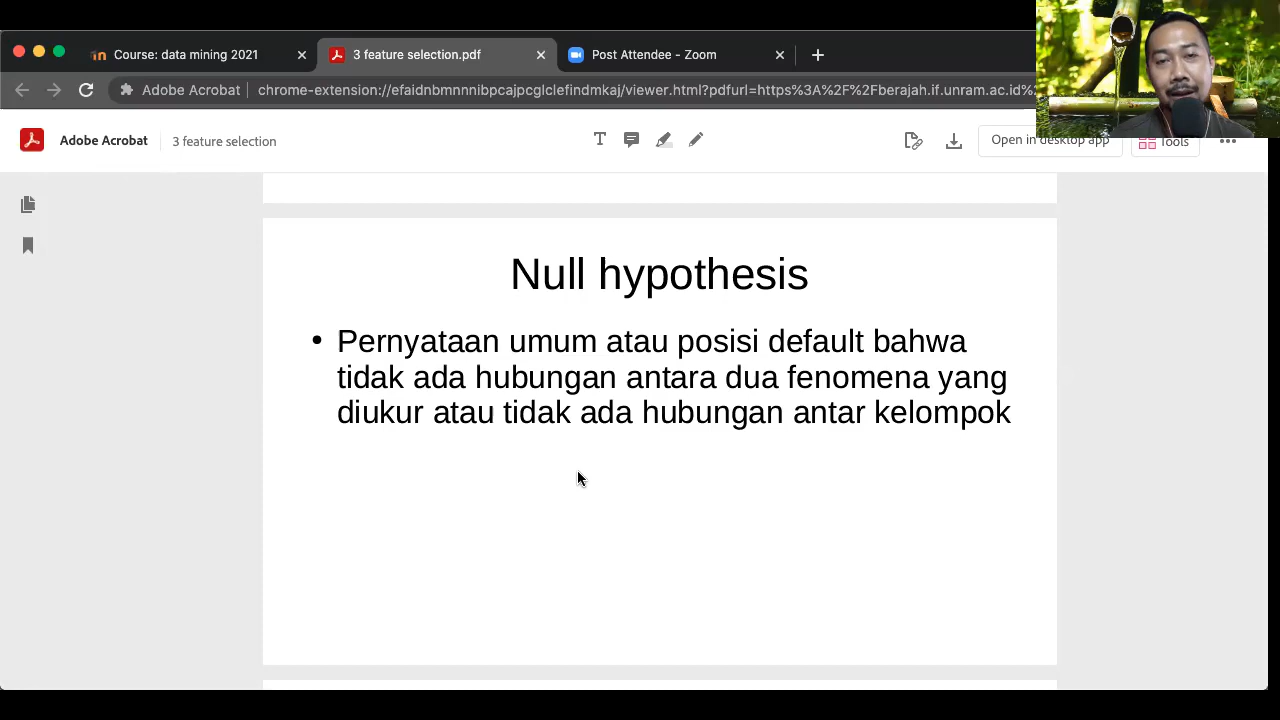 Course: data mining 2021
3 feature selection.pdf
Post Attendee - Zoom
Adobe Acrobat
chrome-extension://efaidnbmnnnibpcajpcglclefindmkaj/viewer.html?pdfurl=https%3A%2F%2Fberajah.if.unram.ac.id%
Adobe Acrobat
3 feature selection
Open in desktop app
Tools
Null hypothesis
• Pernyataan umum atau posisi default bahwa
tidak ada hubungan antara dua fenomena yang
diukur atau tidak ada hubungan antar kelompok